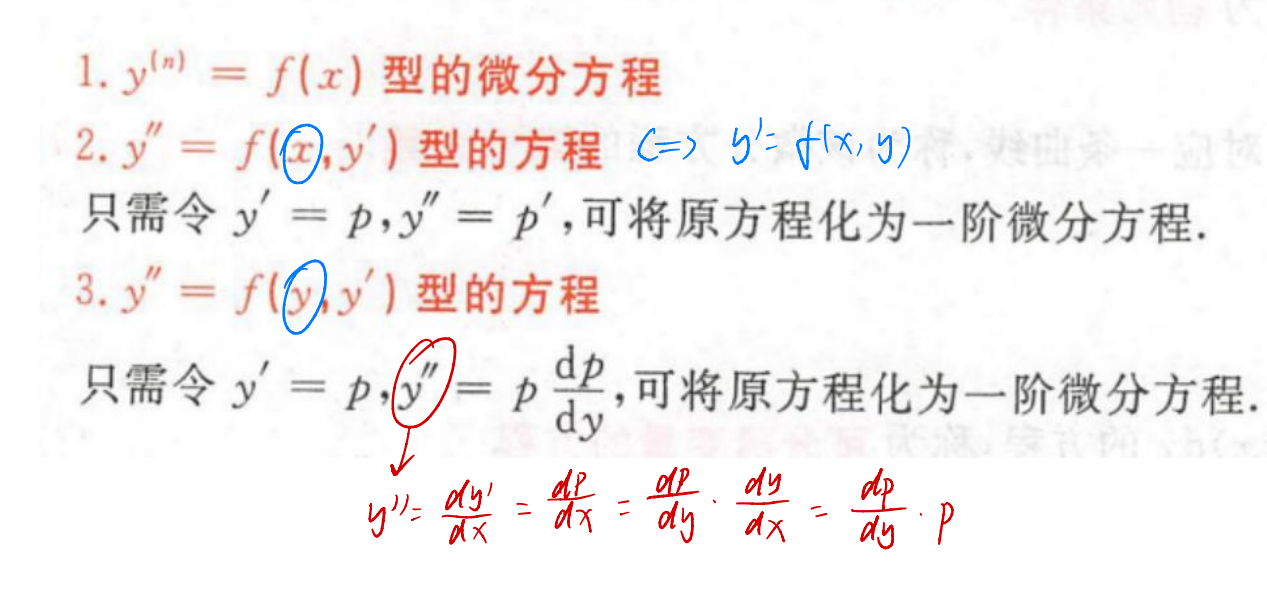 1. y⁽ⁿ⁾ = f(x) 型的微分方程
2. y″ = f(x, y′) 型的方程 <=> y' = f(x, y)
只需令 y′ = p, y″ = p′, 可将原方程化为一阶微分方程.
3. y″ = f(y, y′) 型的方程
只需令 y′ = p, y″ = p dp/dy, 可将原方程化为一阶微分方程.
y'' = dy'/dx = dp/dx = dp/dy · dy/dx = dp/dy · p